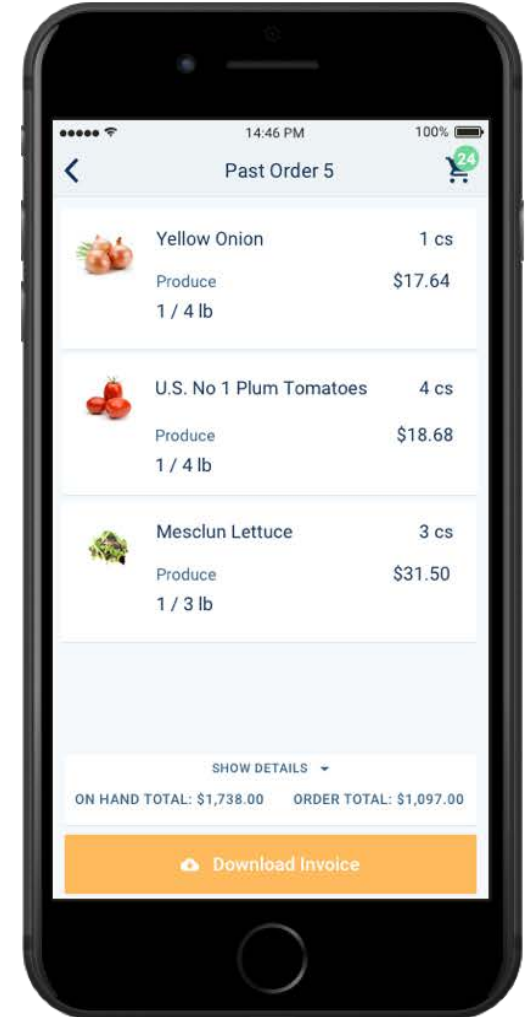 14:46 PM 100%
Past Order 5 24
Yellow Onion 1 cs
Produce $17.64
1 / 4 lb
U.S. No 1 Plum Tomatoes 4 cs
Produce $18.68
1 / 4 lb
Mesclun Lettuce 3 cs
Produce $31.50
1 / 3 lb
SHOW DETAILS
ON HAND TOTAL: $1,738.00 ORDER TOTAL: $1,097.00
Download Invoice